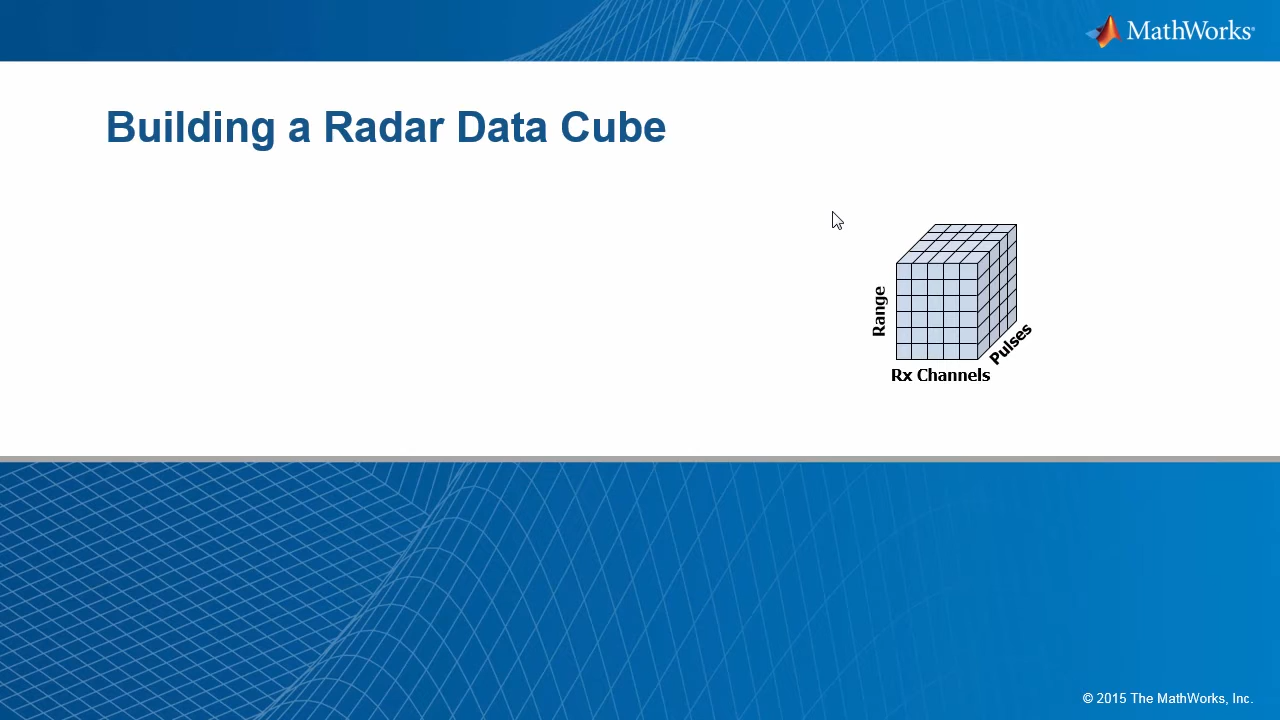 MathWorks®
Building a Radar Data Cube
Range
Pulses
Rx Channels
© 2015 The MathWorks, Inc.